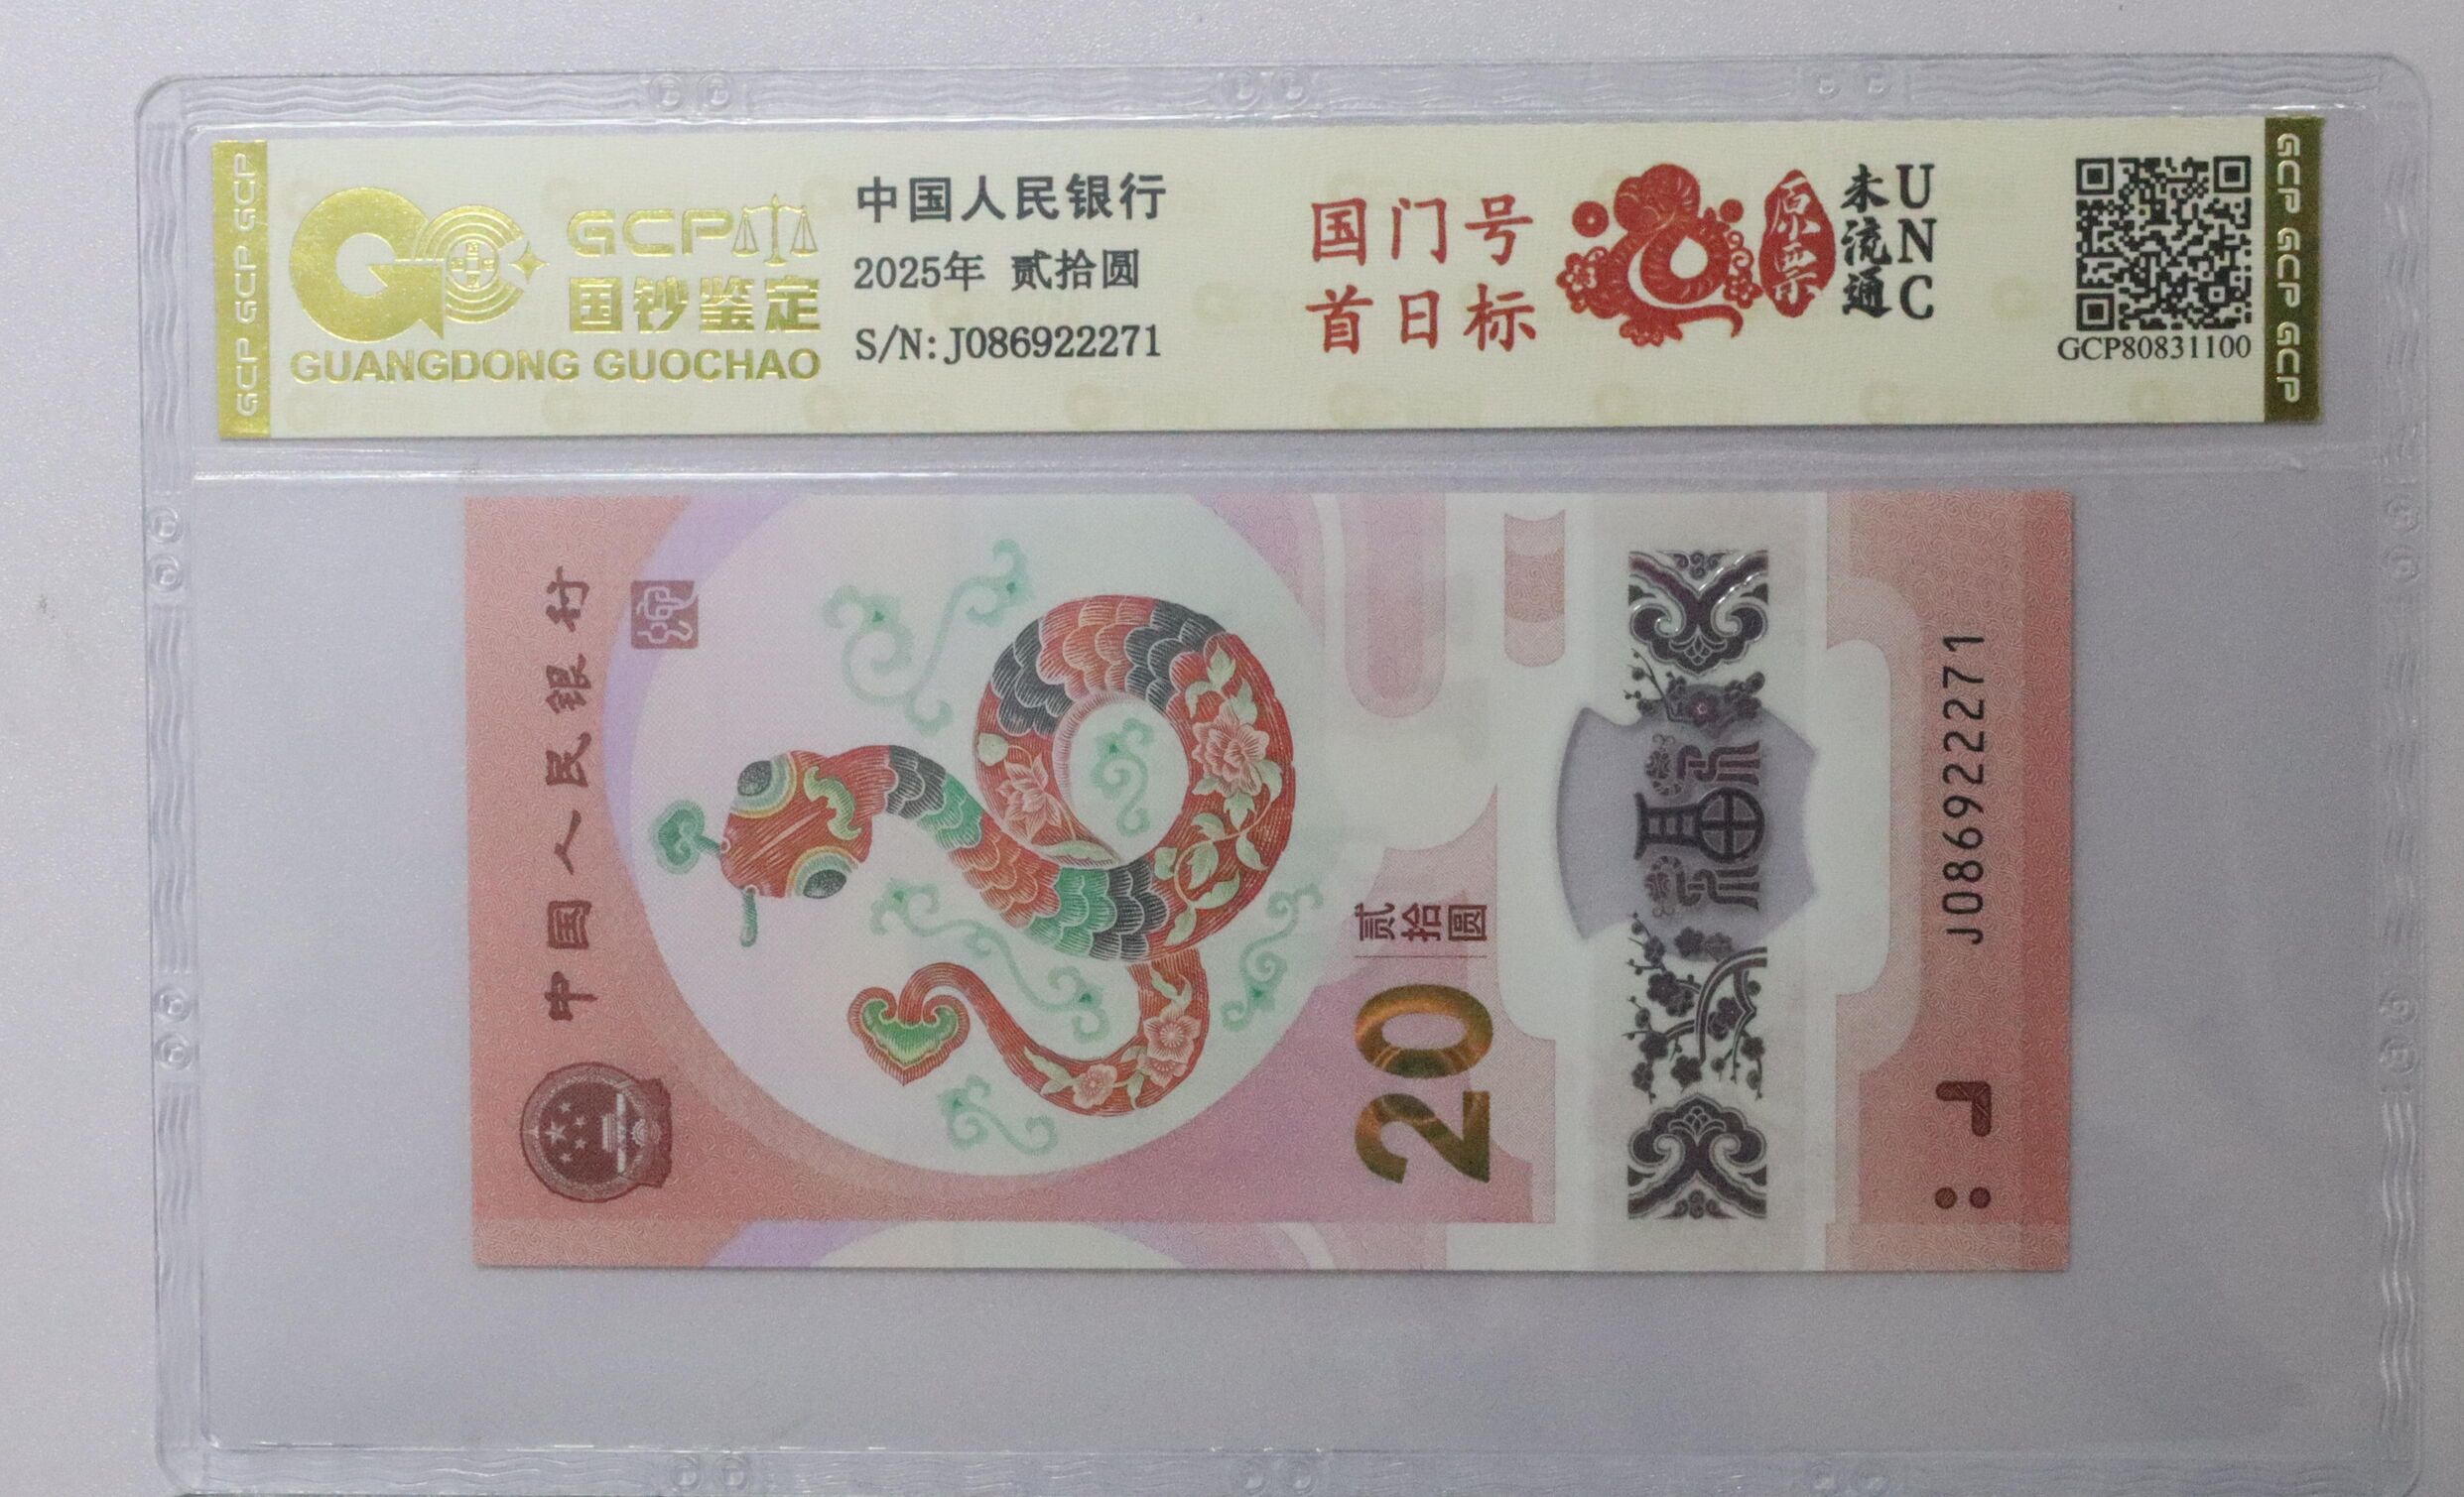 GCP GCP GCP
GCP
国钞鉴定
GUANGDONG GUOCHAO
中国人民银行
2025年 贰拾圆
S/N:J086922271
国门号
首日标
原票
未流通
UNC
GCP80831100
GCP GCP GCP
中国人民银行
20
贰拾圆
福
J086922271